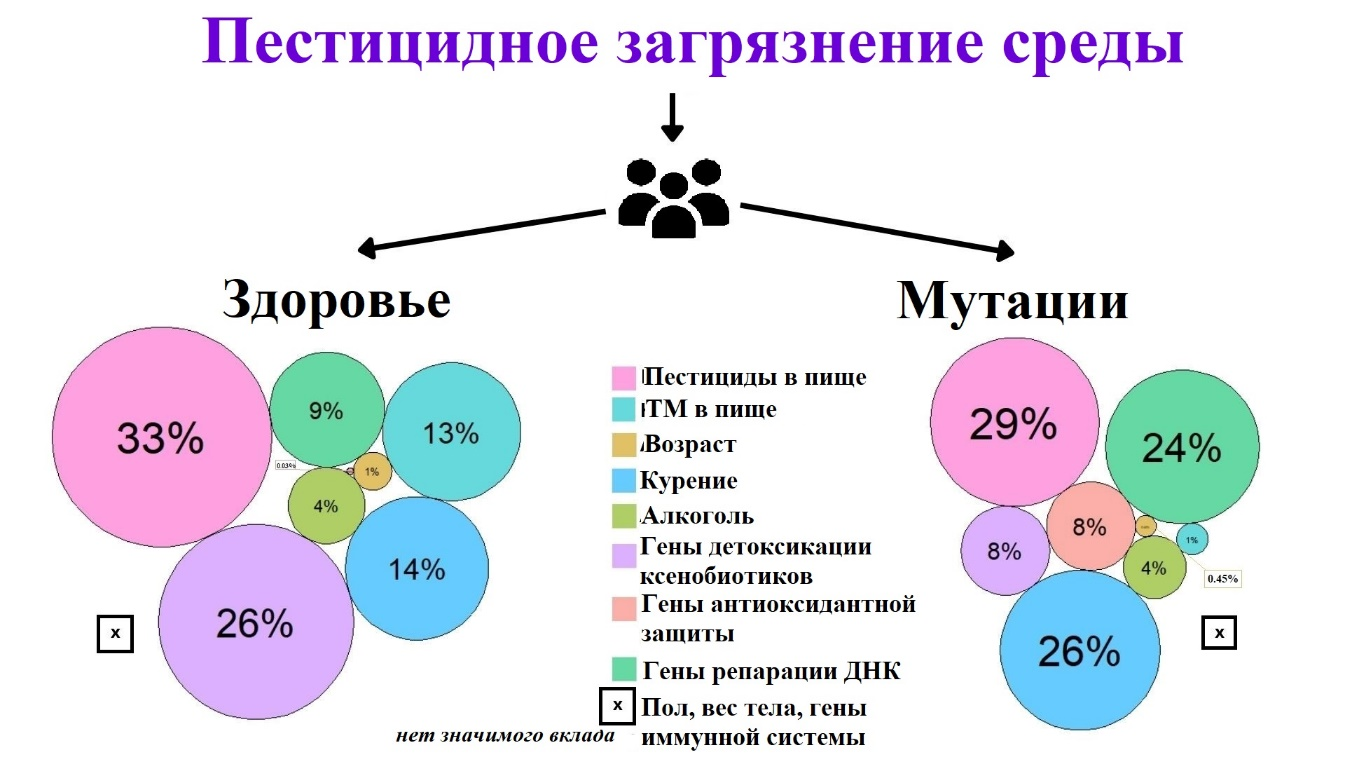 Пестицидное загрязнение среды
Здоровье
Мутации
33%
9%
13%
0.03%
1%
4%
14%
26%
x
Пестициды в пище
ТМ в пище
Возраст
Курение
Алкоголь
Гены детоксикации
ксенобиотиков
Гены антиоксидантной
защиты
Гены репарации ДНК
x
Пол, вес тела, гены
иммунной системы
нет значимого вклада
29%
24%
8%
8%
1%
4%
0.45%
26%
x